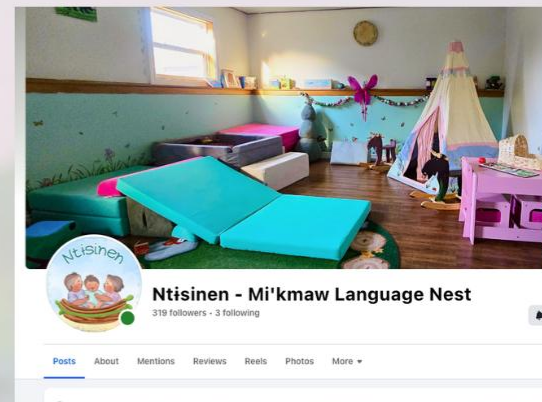 Ntɨsinen
Ntɨsinen - Mi'kmaw Language Nest
319 followers • 3 following
Posts About Mentions Reviews Reels Photos More